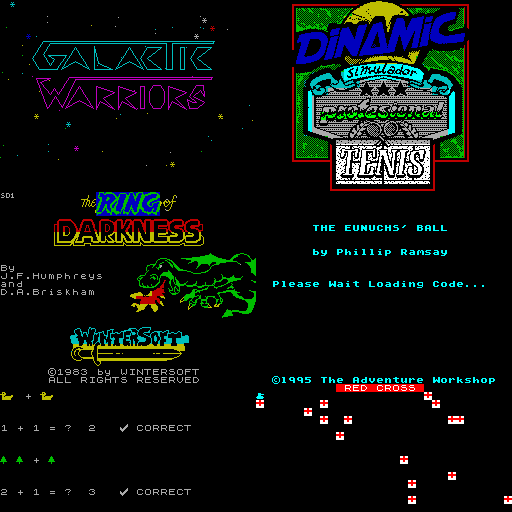 GALACTIC
WARRIORS
DINAMIC
Simulador
profesional
TENIS
SD1
the RING of
DARKNESS
By
J.F.Humphreys
and
D.A.Briskham
WINTERSOFT
©1983 by WINTERSOFT
ALL RIGHTS RESERVED
THE EUNUCHS' BALL
by Phillip Ramsay
Please Wait Loading Code...
©1995 The Adventure Workshop
+
1 + 1 = ? 2 ✓ CORRECT
+
2 + 1 = ? 3 ✓ CORRECT
RED CROSS